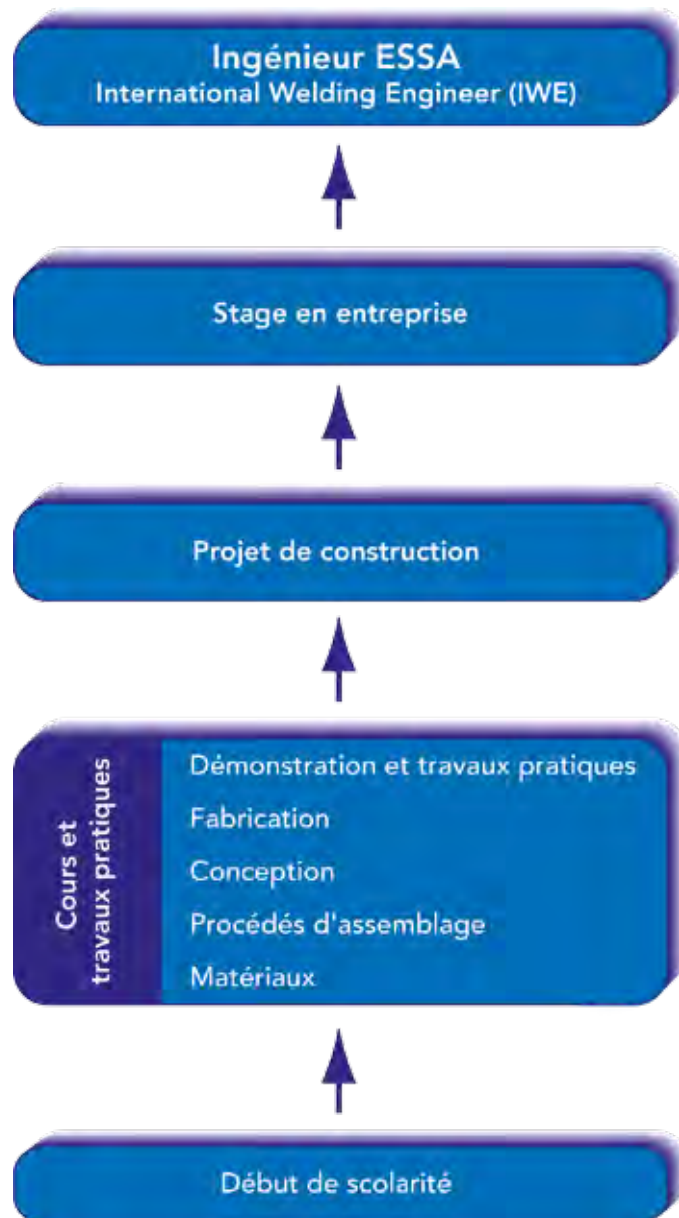 Ingénieur ESSA
International Welding Engineer (IWE)
Stage en entreprise
Projet de construction
Cours et
travaux pratiques
Démonstration et travaux pratiques
Fabrication
Conception
Procédés d'assemblage
Matériaux
Début de scolarité